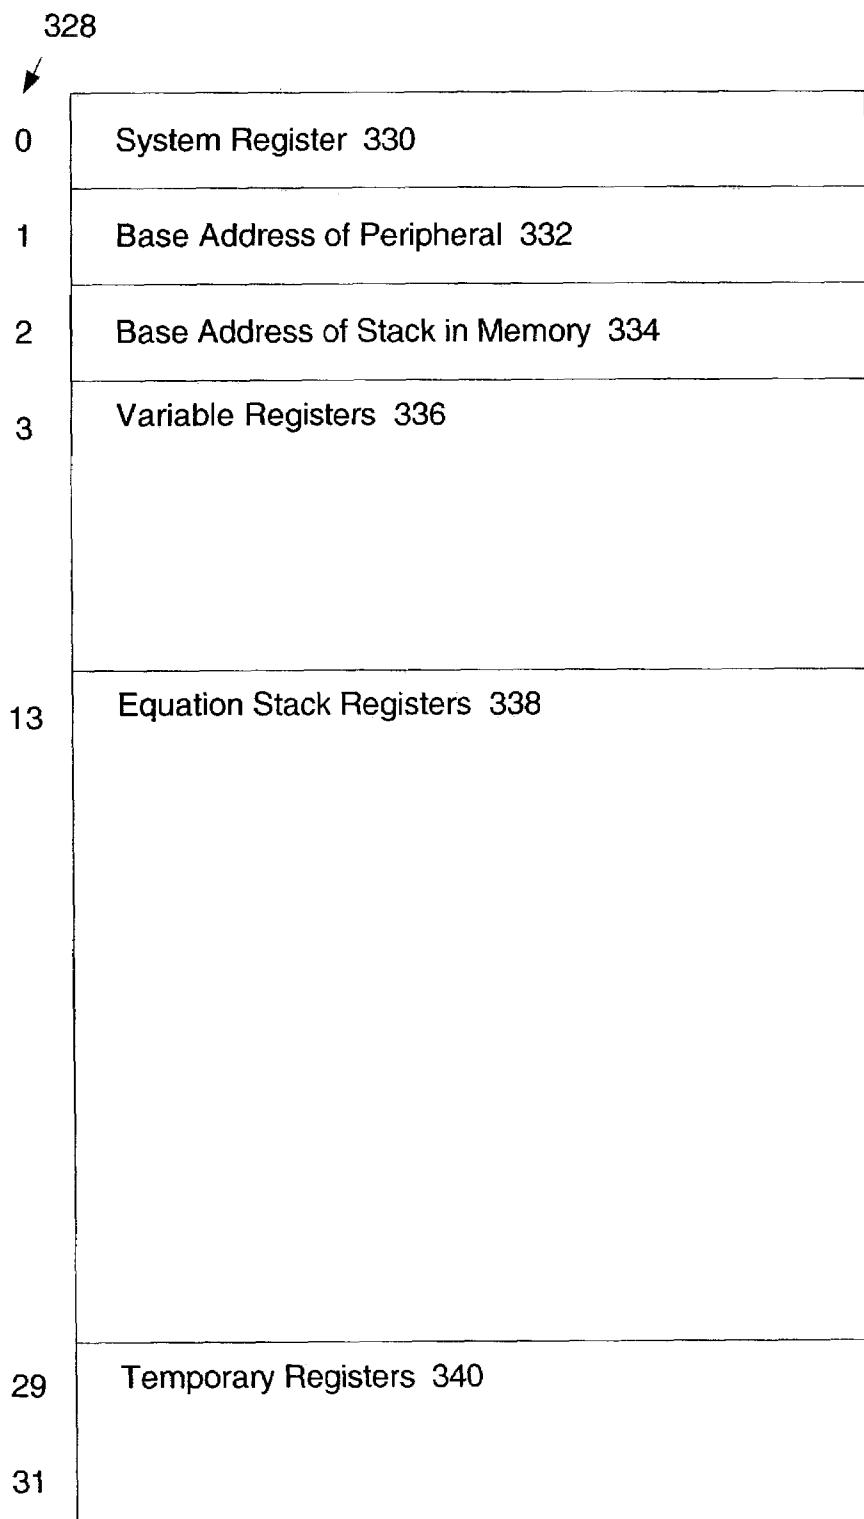 328
0 System Register 330
1 Base Address of Peripheral 332
2 Base Address of Stack in Memory 334
3 Variable Registers 336
13 Equation Stack Registers 338
29 Temporary Registers 340
31